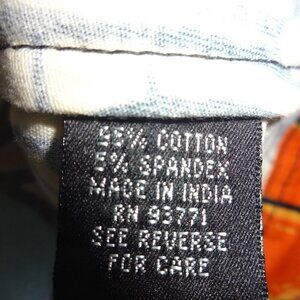 95% COTTON
5% SPANDEX
MADE IN INDIA
RN 93771
SEE REVERSE
FOR CARE